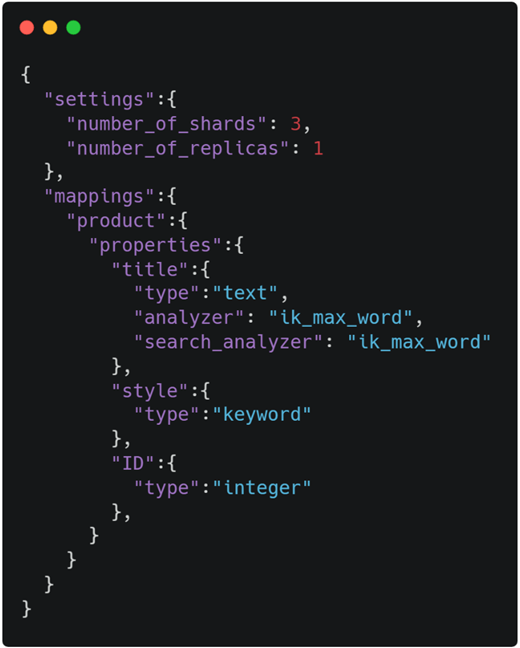 {
  "settings":{
    "number_of_shards": 3,
    "number_of_replicas": 1
  },
  "mappings":{
    "product":{
      "properties":{
        "title":{
          "type":"text",
          "analyzer": "ik_max_word",
          "search_analyzer": "ik_max_word"
        },
        "style":{
          "type":"keyword"
        },
        "ID":{
          "type":"integer"
        },
      }
    }
  }
}